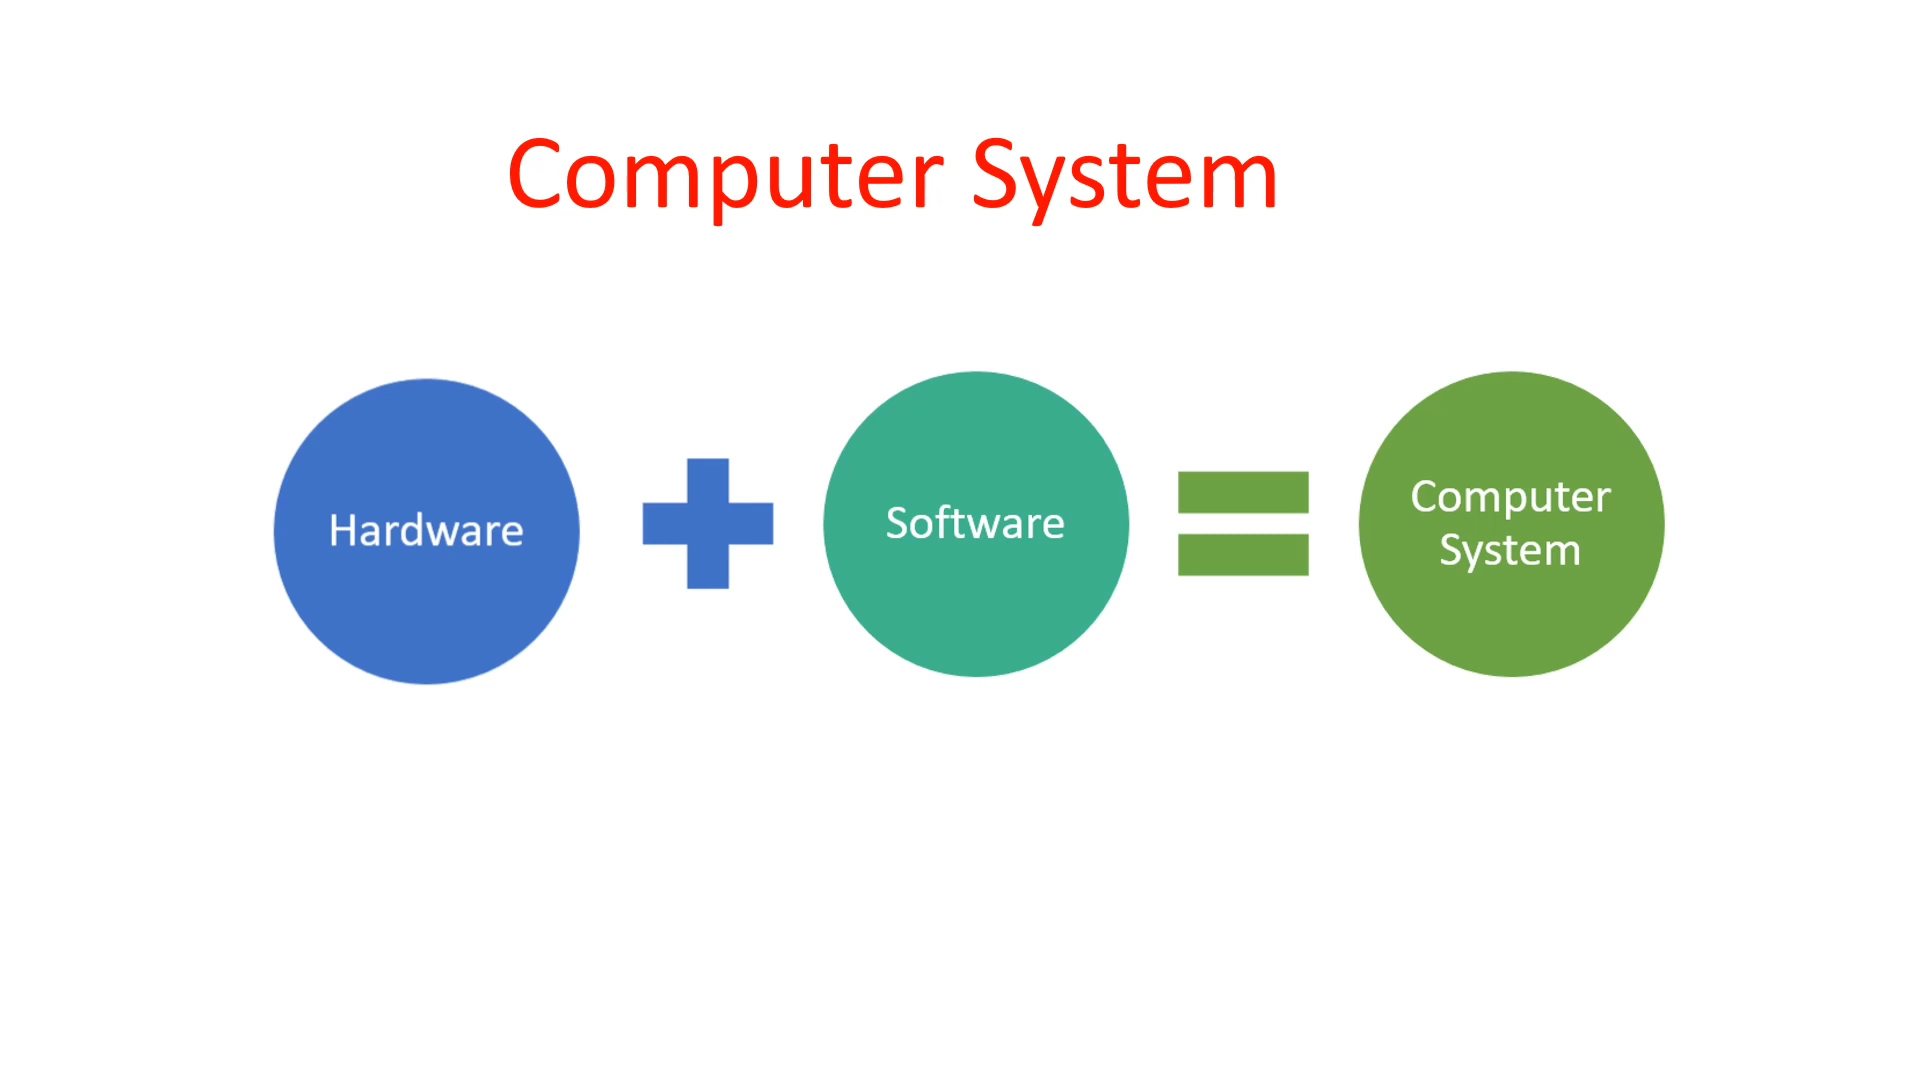 Computer System
Hardware
Software
Computer
System